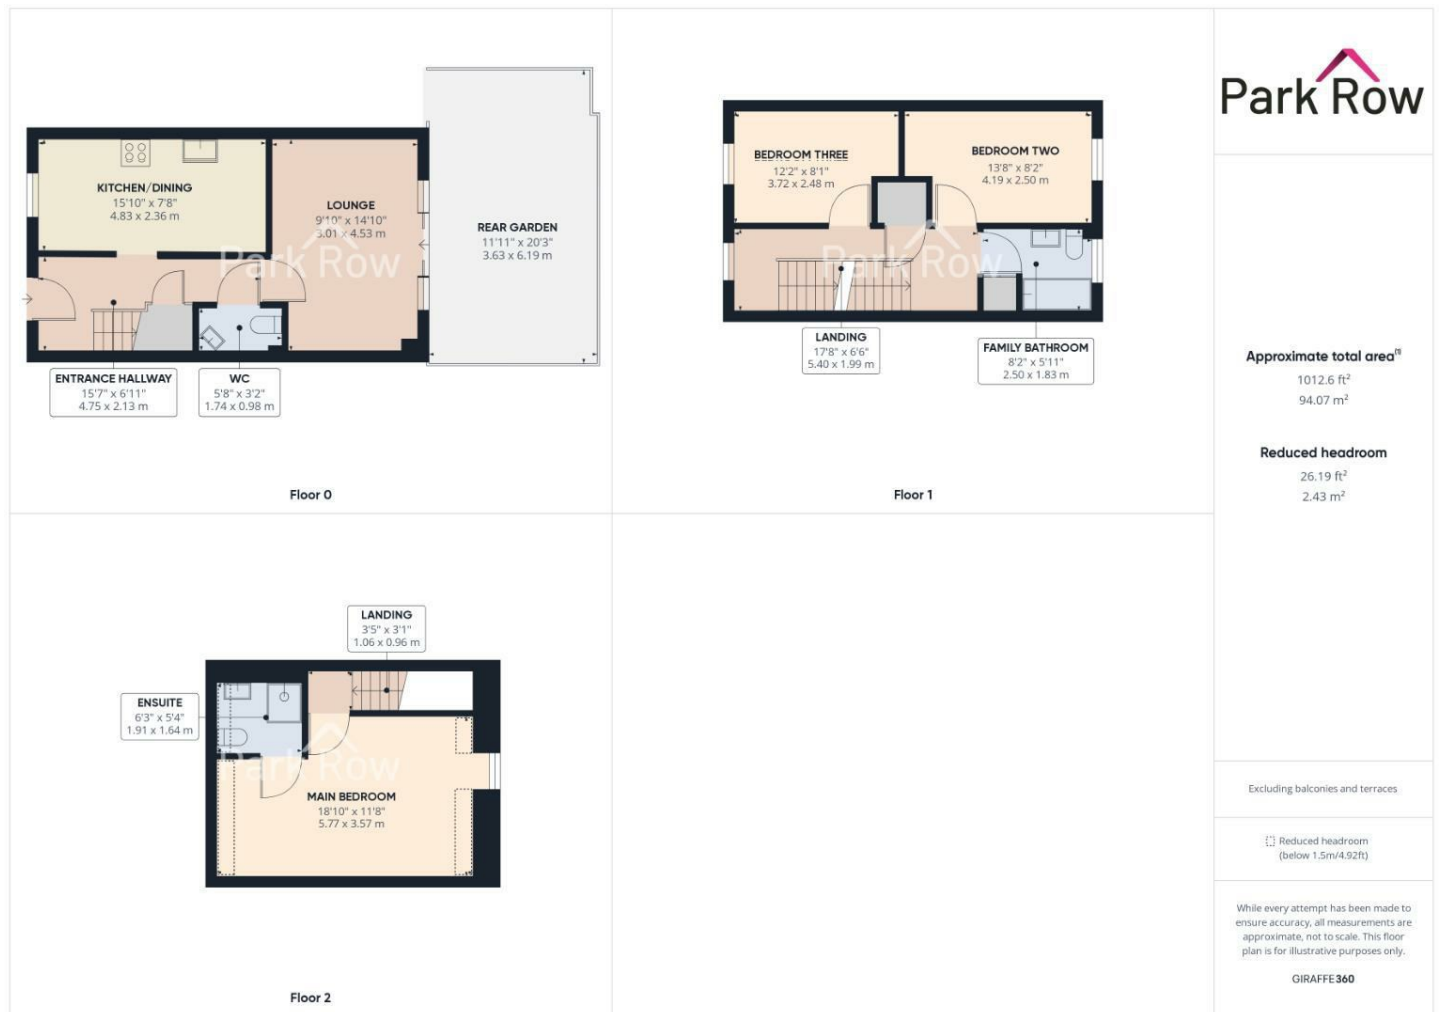 KITCHEN/DINING
15'10" x 7'8"
4.83 x 2.36 m
LOUNGE
9'10" x 14'10"
3.01 x 4.53 m
REAR GARDEN
11'11" x 20'3"
3.63 x 6.19 m
Park Row
ENTRANCE HALLWAY
15'7" x 6'11"
4.75 x 2.13 m
WC
5'8" x 3'2"
1.74 x 0.98 m
Floor 0
BEDROOM THREE
12'2" x 8'1"
3.72 x 2.48 m
BEDROOM TWO
13'8" x 8'2"
4.19 x 2.50 m
Park Row
LANDING
17'8" x 6'6"
5.40 x 1.99 m
FAMILY BATHROOM
8'2" x 5'11"
2.50 x 1.83 m
Floor 1
LANDING
3'5" x 3'1"
1.06 x 0.96 m
ENSUITE
6'3" x 5'4"
1.91 x 1.64 m
Park Row
MAIN BEDROOM
18'10" x 11'8"
5.77 x 3.57 m
Floor 2
Park Row
Approximate total area(1)
1012.6 ft²
94.07 m²
Reduced headroom
26.19 ft²
2.43 m²
Excluding balconies and terraces
Reduced headroom
(below 1.5m/4.92ft)
While every attempt has been made to
ensure accuracy, all measurements are
approximate, not to scale. This floor
plan is for illustrative purposes only.
GIRAFFE360